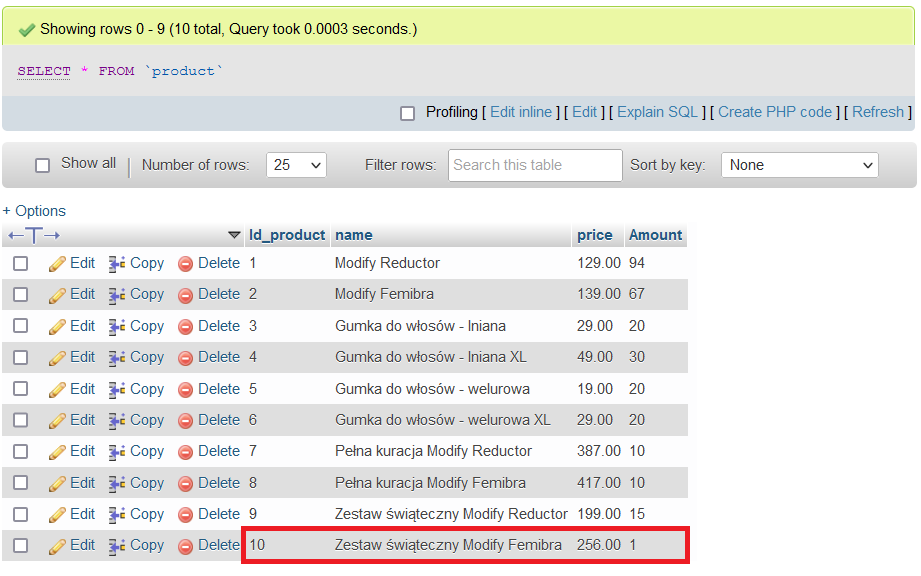 Showing rows 0 - 9 (10 total, Query took 0.0003 seconds.)
SELECT * FROM `product`
Profiling [ Edit inline ] [ Edit ] [ Explain SQL ] [ Create PHP code ] [ Refresh ]
Show all | Number of rows: 25 Filter rows: Search this table Sort by key: None
+ Options
←T→ Id_product name price Amount
Edit Copy Delete 1 Modify Reductor 129.00 94
Edit Copy Delete 2 Modify Femibra 139.00 67
Edit Copy Delete 3 Gumka do włosów - lniana 29.00 20
Edit Copy Delete 4 Gumka do włosów - lniana XL 49.00 30
Edit Copy Delete 5 Gumka do włosów - welurowa 19.00 20
Edit Copy Delete 6 Gumka do włosów - welurowa XL 29.00 20
Edit Copy Delete 7 Pełna kuracja Modify Reductor 387.00 10
Edit Copy Delete 8 Pełna kuracja Modify Femibra 417.00 10
Edit Copy Delete 9 Zestaw świąteczny Modify Reductor 199.00 15
Edit Copy Delete 10 Zestaw świąteczny Modify Femibra 256.00 1